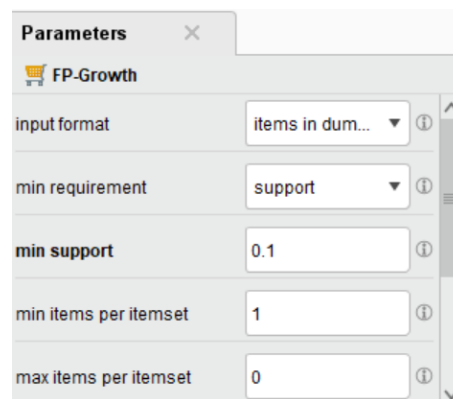 Parameters
FP-Growth
input format items in dum...
min requirement support
min support 0.1
min items per itemset 1
max items per itemset 0